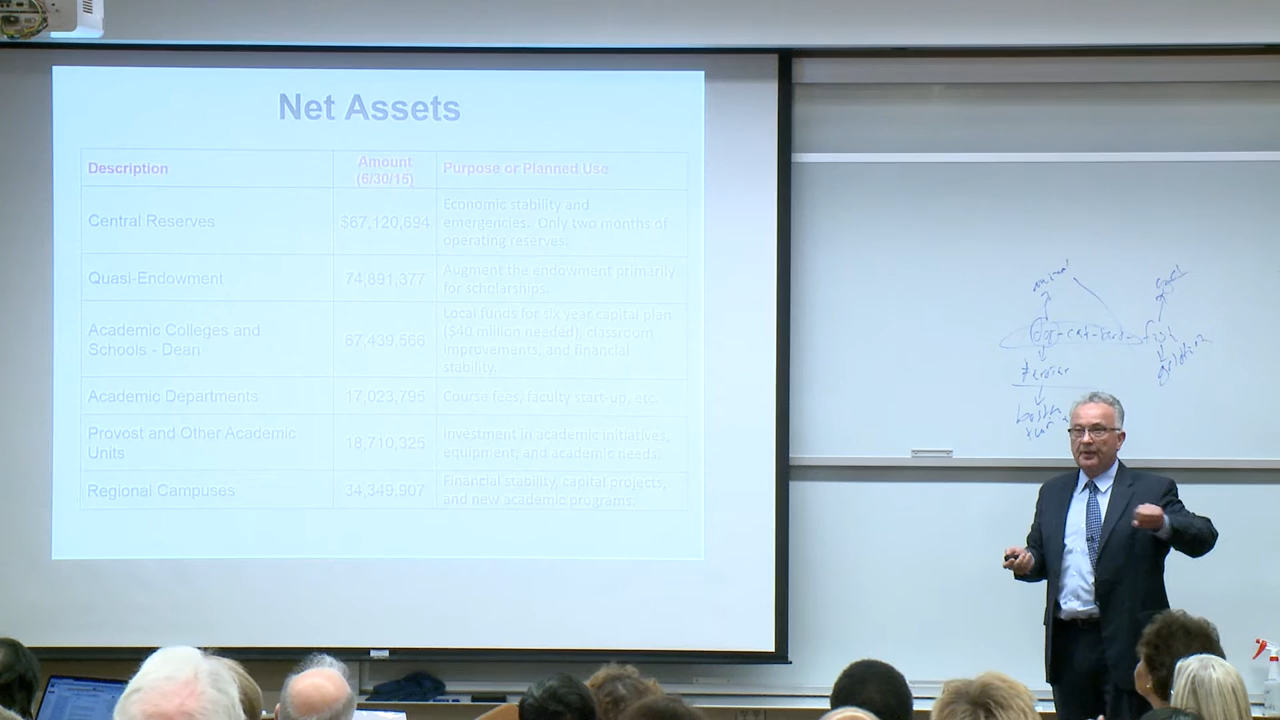 Net Assets
Description
Amount
(6/30/15)
Purpose or Planned Use
Central Reserves
$67,120,694
Economic stability and
emergencies. Only two months of
operating reserves.
Quasi-Endowment
74,891,377
Augment the endowment primarily
for scholarships.
Academic Colleges and
Schools - Dean
67,439,566
Local funds for six year capital plan
($40 million needed), classroom
improvements, and financial
stability.
Academic Departments
17,023,795
Course fees, faculty start-up, etc.
Provost and Other Academic
Units
18,710,325
Investment in academic initiatives,
equipment, and academic needs.
Regional Campuses
34,349,907
Financial stability, capital projects,
and new academic programs.
animal
dog-cat-bird-fish